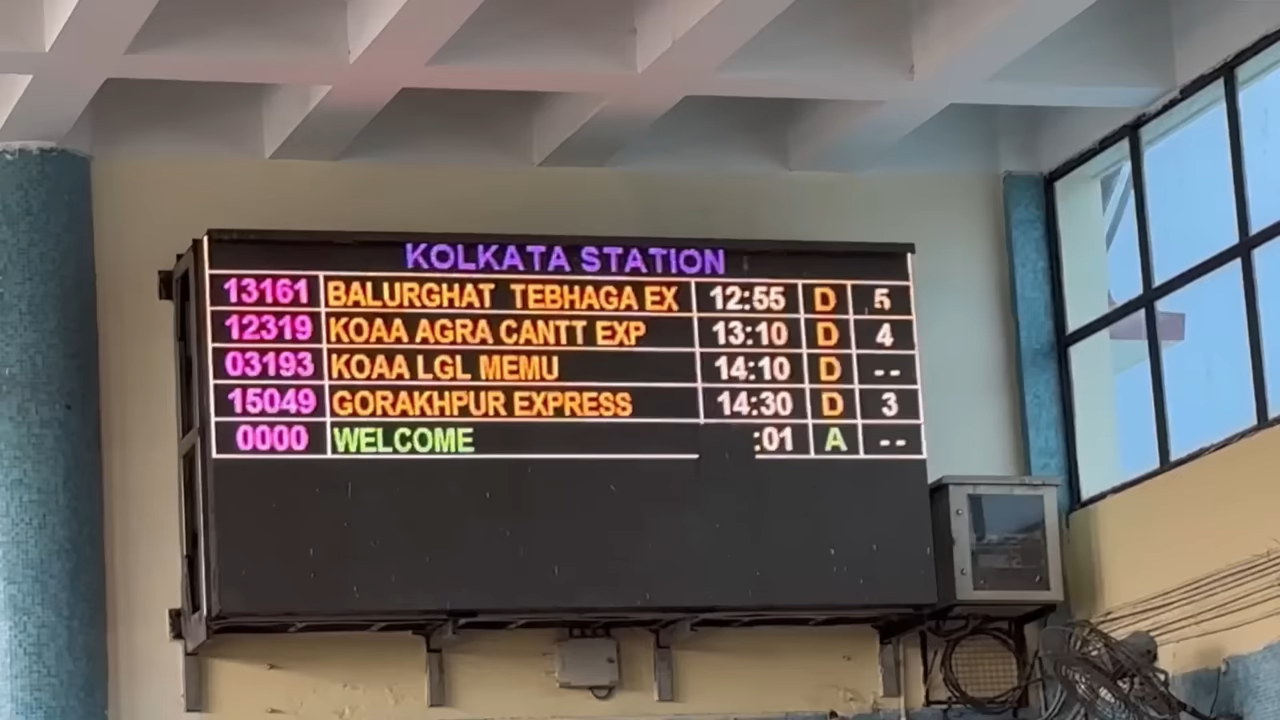 KOLKATA STATION
13161 BALURGHAT TEBHAGA EX 12:55 D 5
12319 KOAA AGRA CANTT EXP 13:10 D 4
03193 KOAA LGL MEMU 14:10 D --
15049 GORAKHPUR EXPRESS 14:30 D 3
0000 WELCOME :01 A --